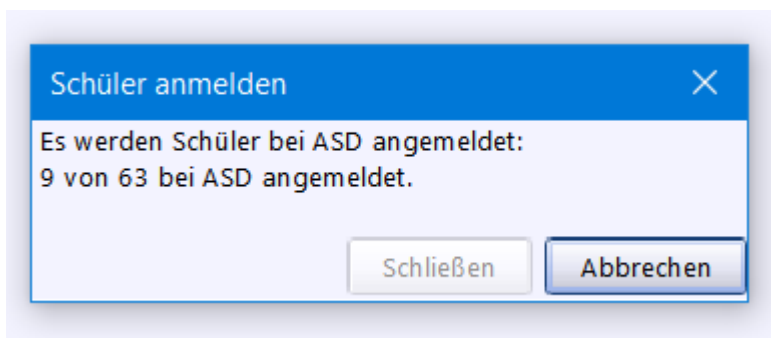 Schüler anmelden
Es werden Schüler bei ASD angemeldet:
9 von 63 bei ASD angemeldet.
Schließen Abbrechen